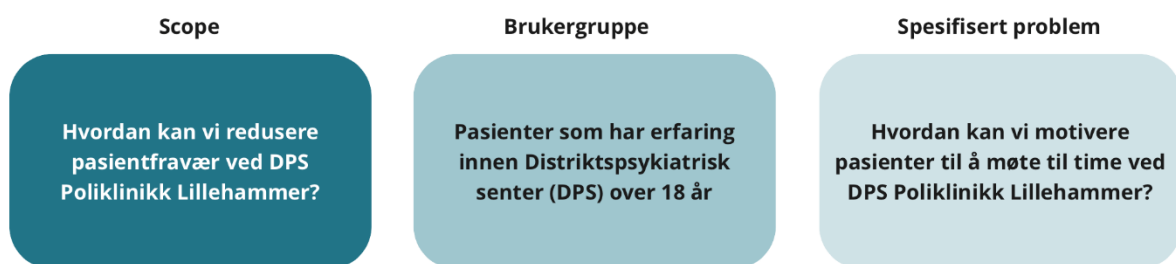 Scope
Hvordan kan vi redusere
pasientfravær ved DPS
Poliklinikk Lillehammer?
Brukergruppe
Pasienter som har erfaring
innen Distriktspsykiatrisk
senter (DPS) over 18 år
Spesifisert problem
Hvordan kan vi motivere
pasienter til å møte til time ved
DPS Poliklinikk Lillehammer?